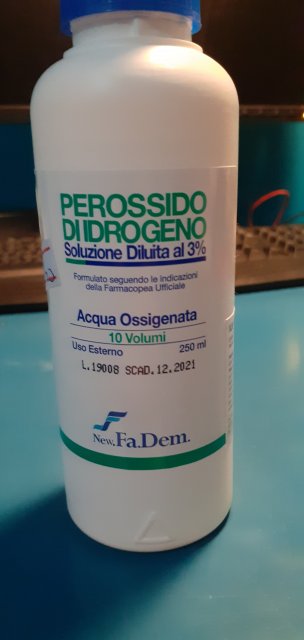 PEROSSIDO
DI IDROGENO
Soluzione Diluita al 3%
Formulato seguendo le indicazioni
della Farmacopea Ufficiale
Acqua Ossigenata
10 Volumi
Uso Esterno 250 ml
L.19008 SCAD.12.2021
New.Fa.Dem.